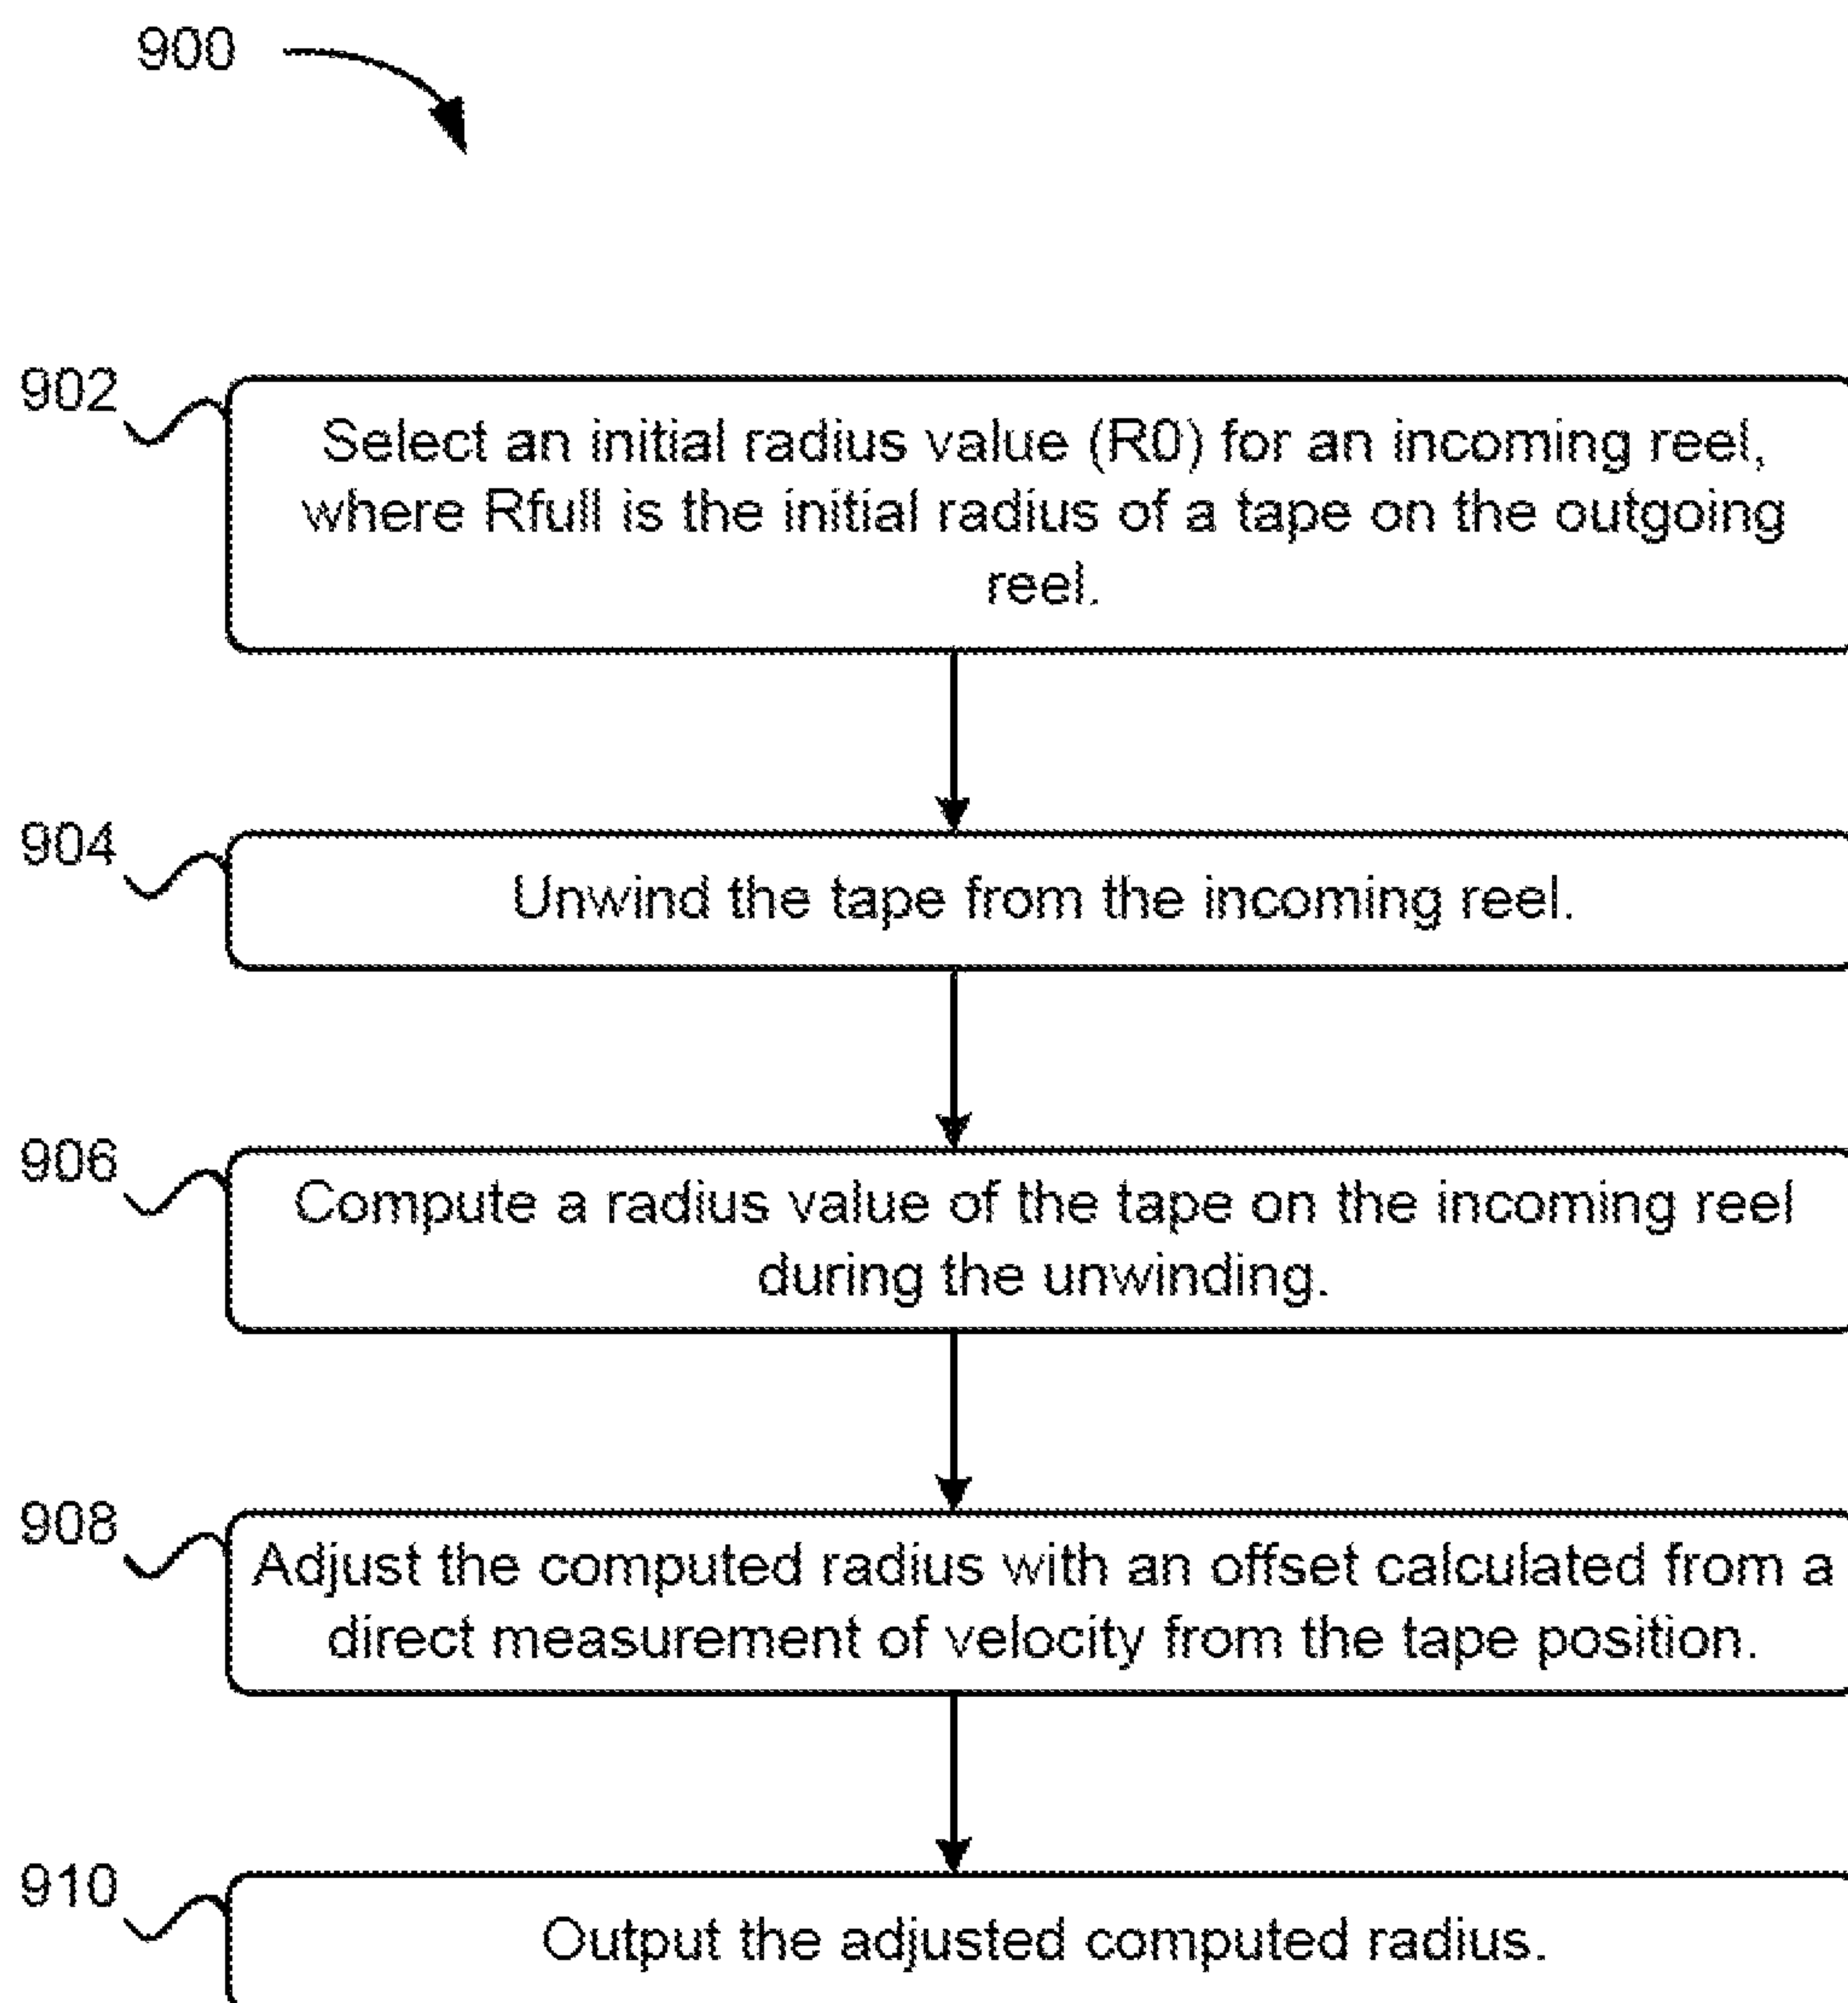 900
902
Select an initial radius value (R0) for an incoming reel,
where Rfull is the initial radius of a tape on the outgoing
reel.
904
Unwind the tape from the incoming reel.
906
Compute a radius value of the tape on the incoming reel
during the unwinding.
908
Adjust the computed radius with an offset calculated from a
direct measurement of velocity from the tape position.
910
Output the adjusted computed radius.